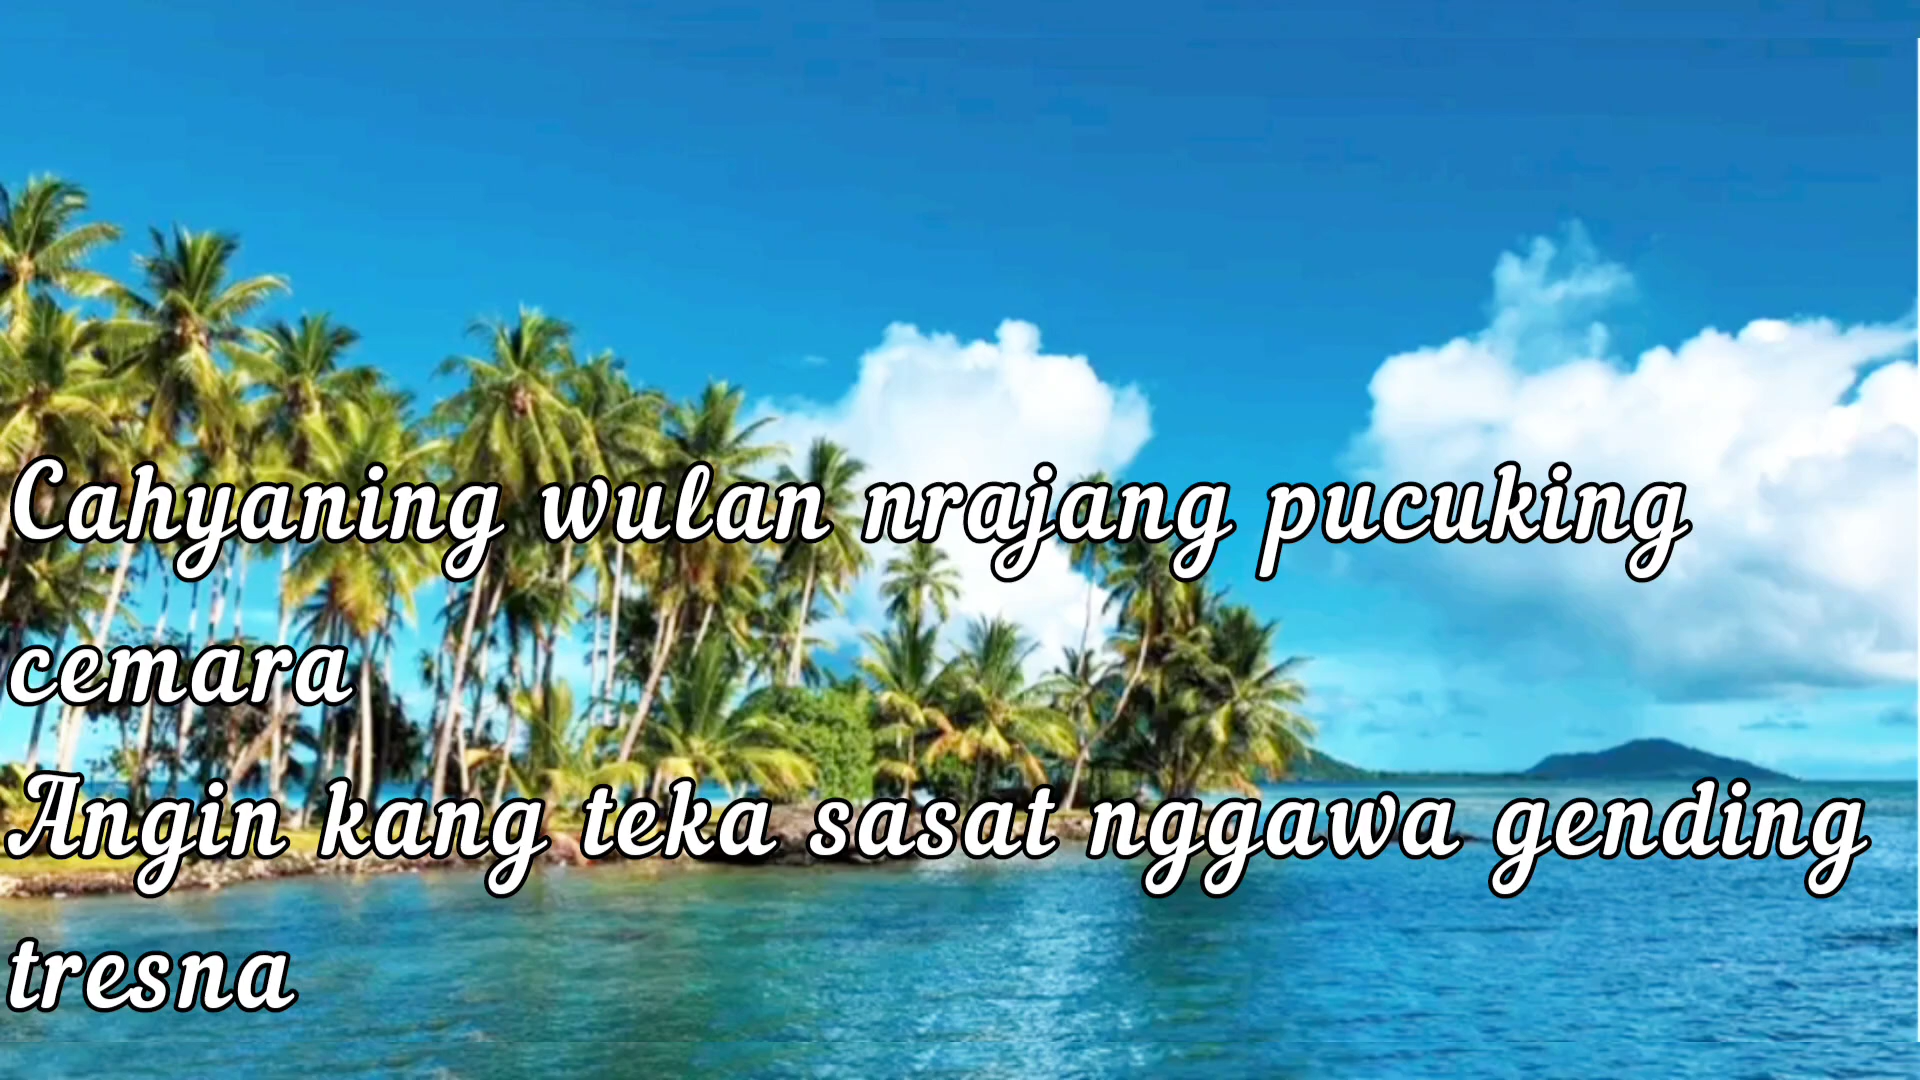 Cahyaning wulan nrajang pucuking
cemara
Angin kang teka sasat nggawa gending
tresna